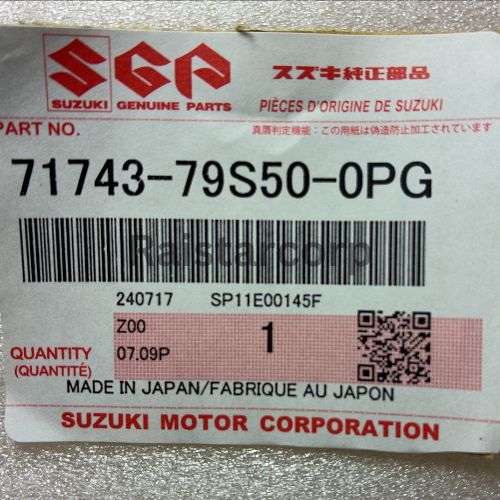 SGP
SUZUKI GENUINE PARTS
スズキ純正部品
PIÈCES D'ORIGINE DE SUZUKI
PART NO.
真贋判定機能：この用紙は偽造防止加工されています
71743-79S50-0PG
Raistarcorp
240717 SP11E00145F
Z00
07.09P
1
QUANTITY
(QUANTITÉ)
MADE IN JAPAN/FABRIQUE AU JAPON
SUZUKI MOTOR CORPORATION